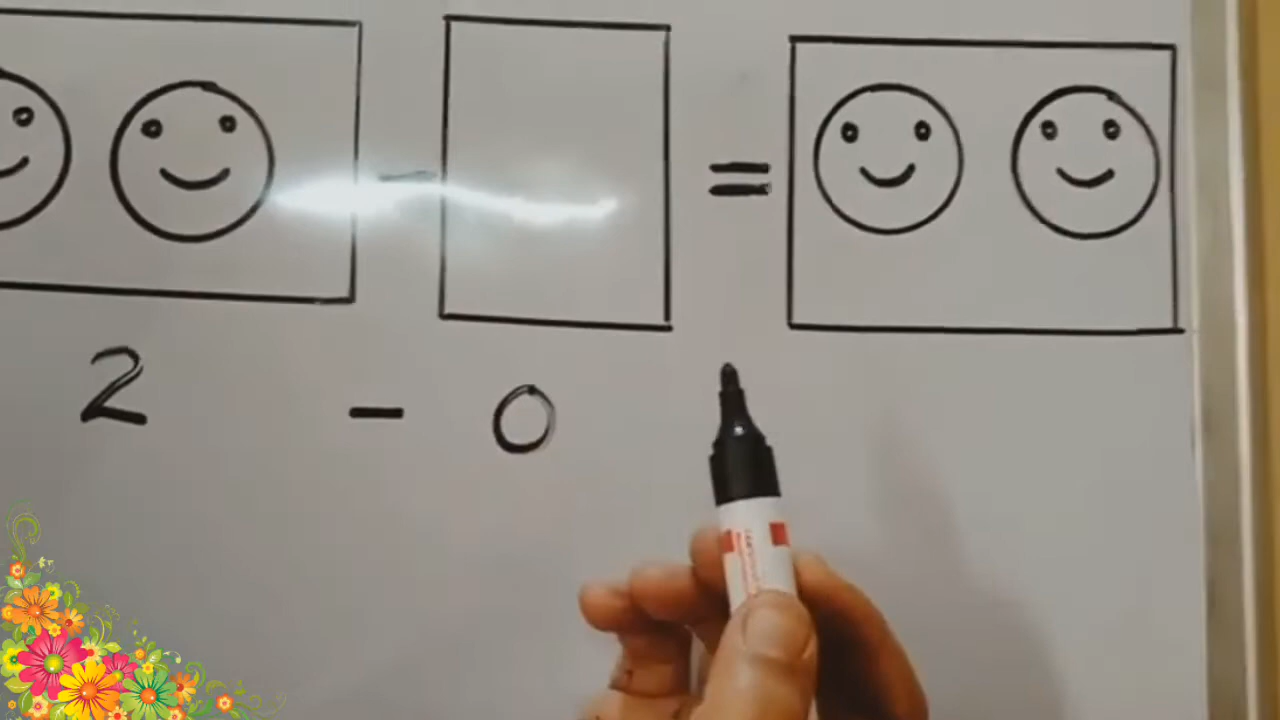 - =
2 - 0